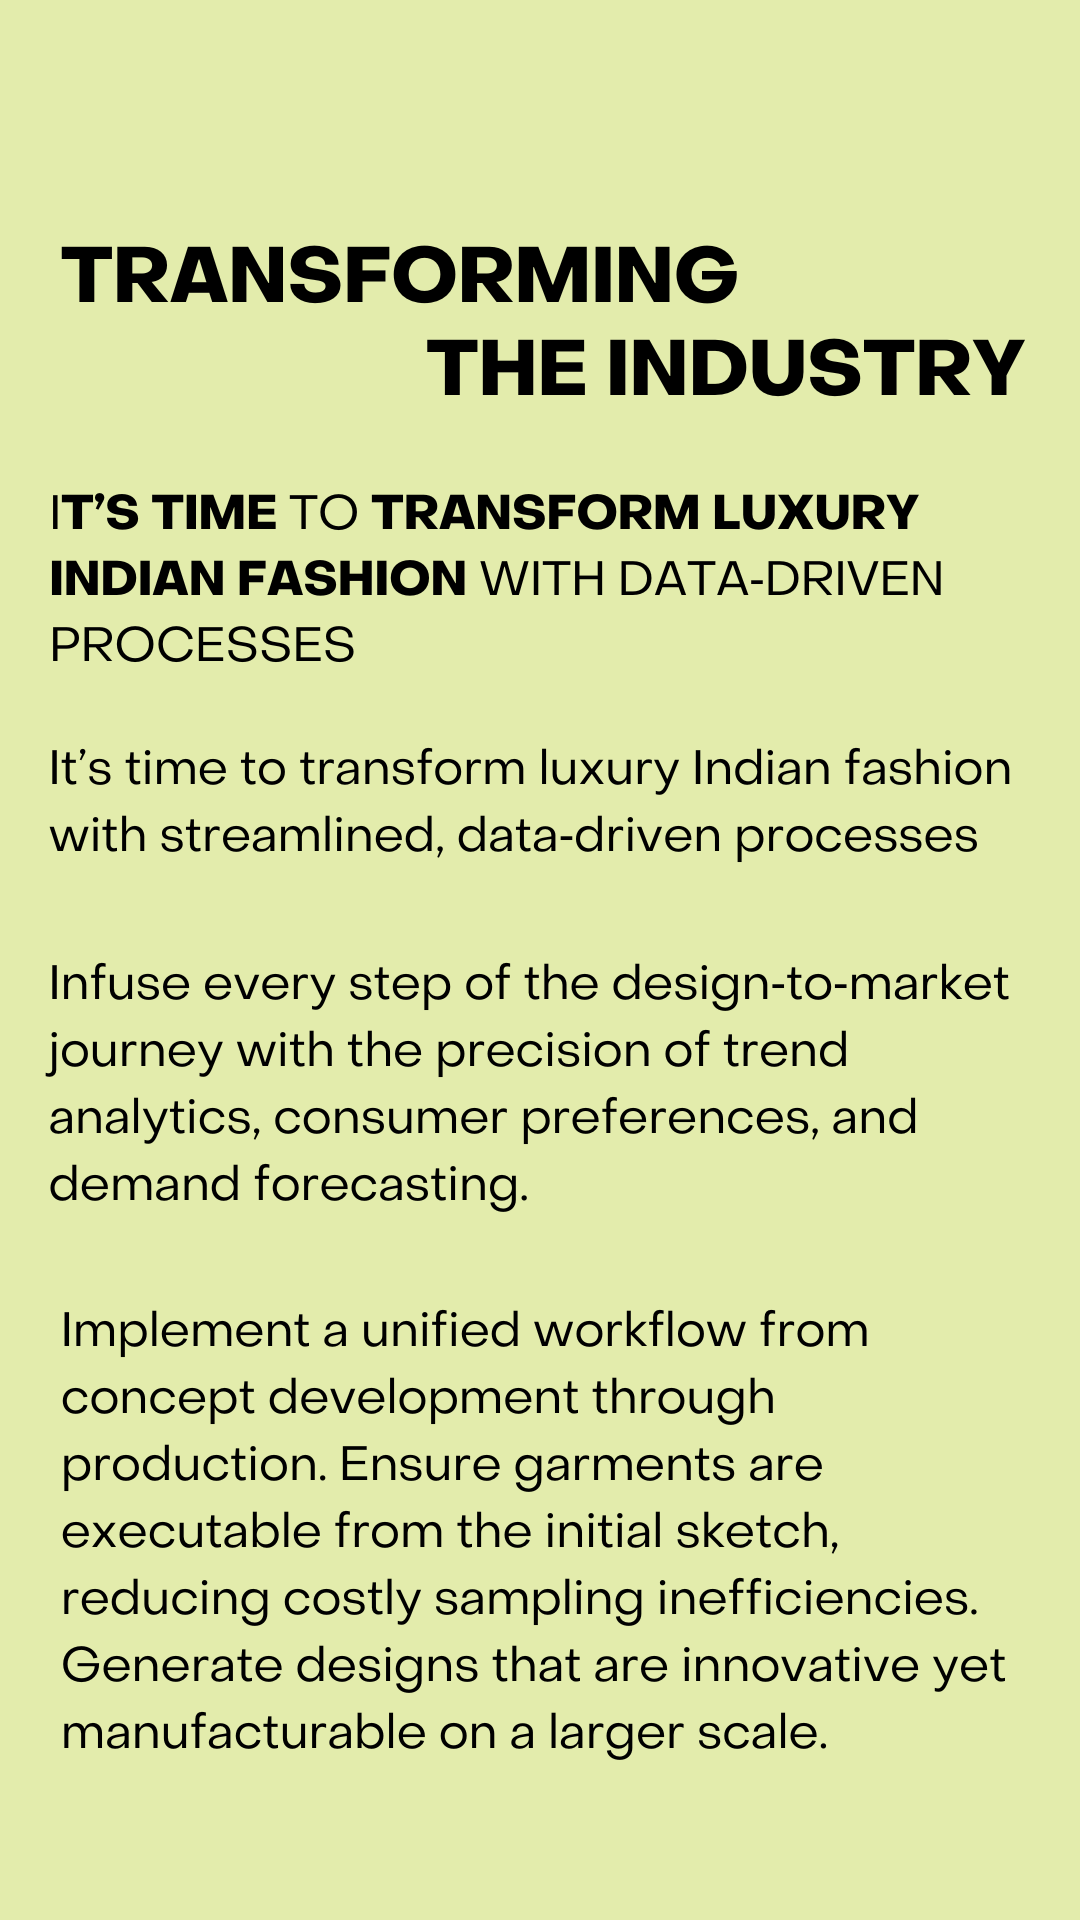 TRANSFORMING
THE INDUSTRY
IT’S TIME TO TRANSFORM LUXURY
INDIAN FASHION WITH DATA-DRIVEN
PROCESSES
It’s time to transform luxury Indian fashion
with streamlined, data-driven processes
Infuse every step of the design-to-market
journey with the precision of trend
analytics, consumer preferences, and
demand forecasting.
Implement a unified workflow from
concept development through
production. Ensure garments are
executable from the initial sketch,
reducing costly sampling inefficiencies.
Generate designs that are innovative yet
manufacturable on a larger scale.